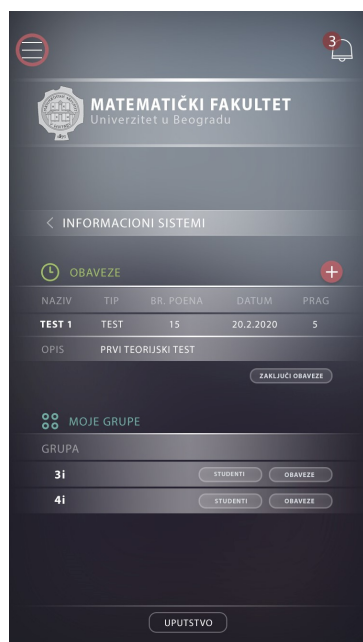 3
MATEMATIČKI FAKULTET
Univerzitet u Beogradu
< INFORMACIONI SISTEMI
OBAVEZE
+
NAZIV TIP BR. POENA DATUM PRAG
TEST 1 TEST 15 20.2.2020 5
OPIS PRVI TEORIJSKI TEST
ZAKLJUČI OBAVEZE
MOJE GRUPE
GRUPA
3i STUDENTI OBAVEZE
4i STUDENTI OBAVEZE
UPUTSTVO